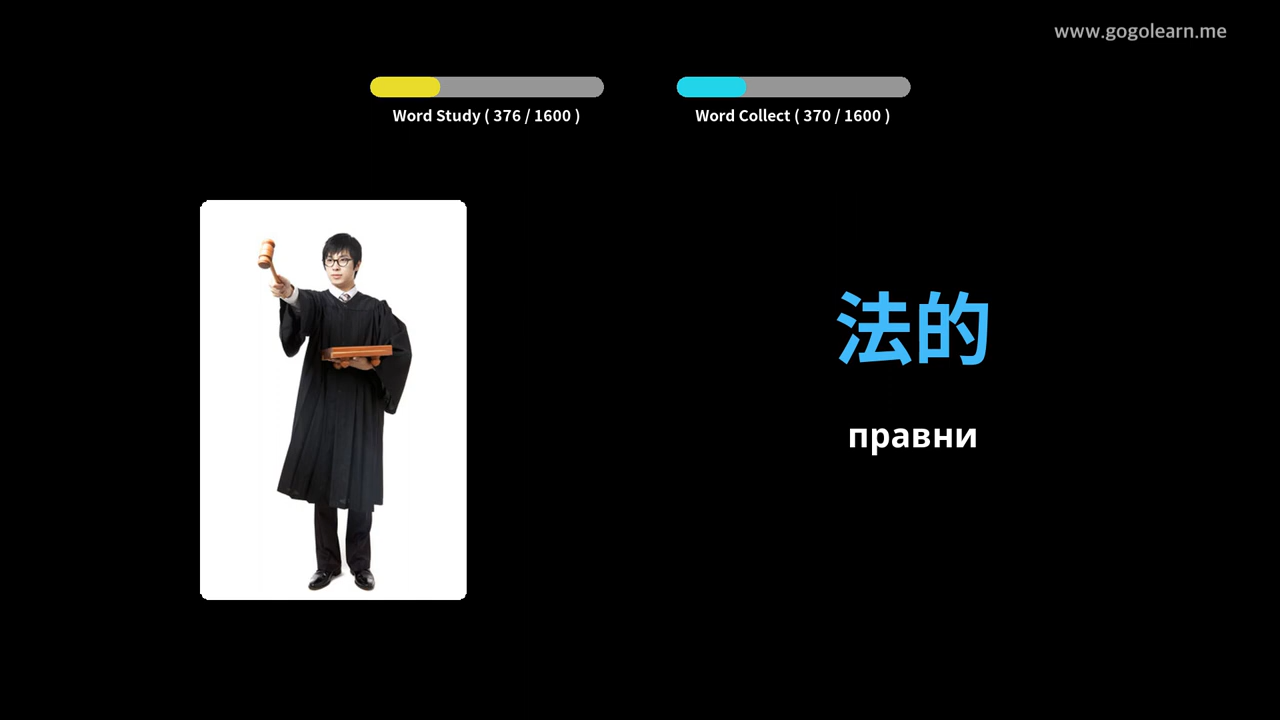 www.gogolearn.me
Word Study ( 376 / 1600 )
Word Collect ( 370 / 1600 )
法的
правни